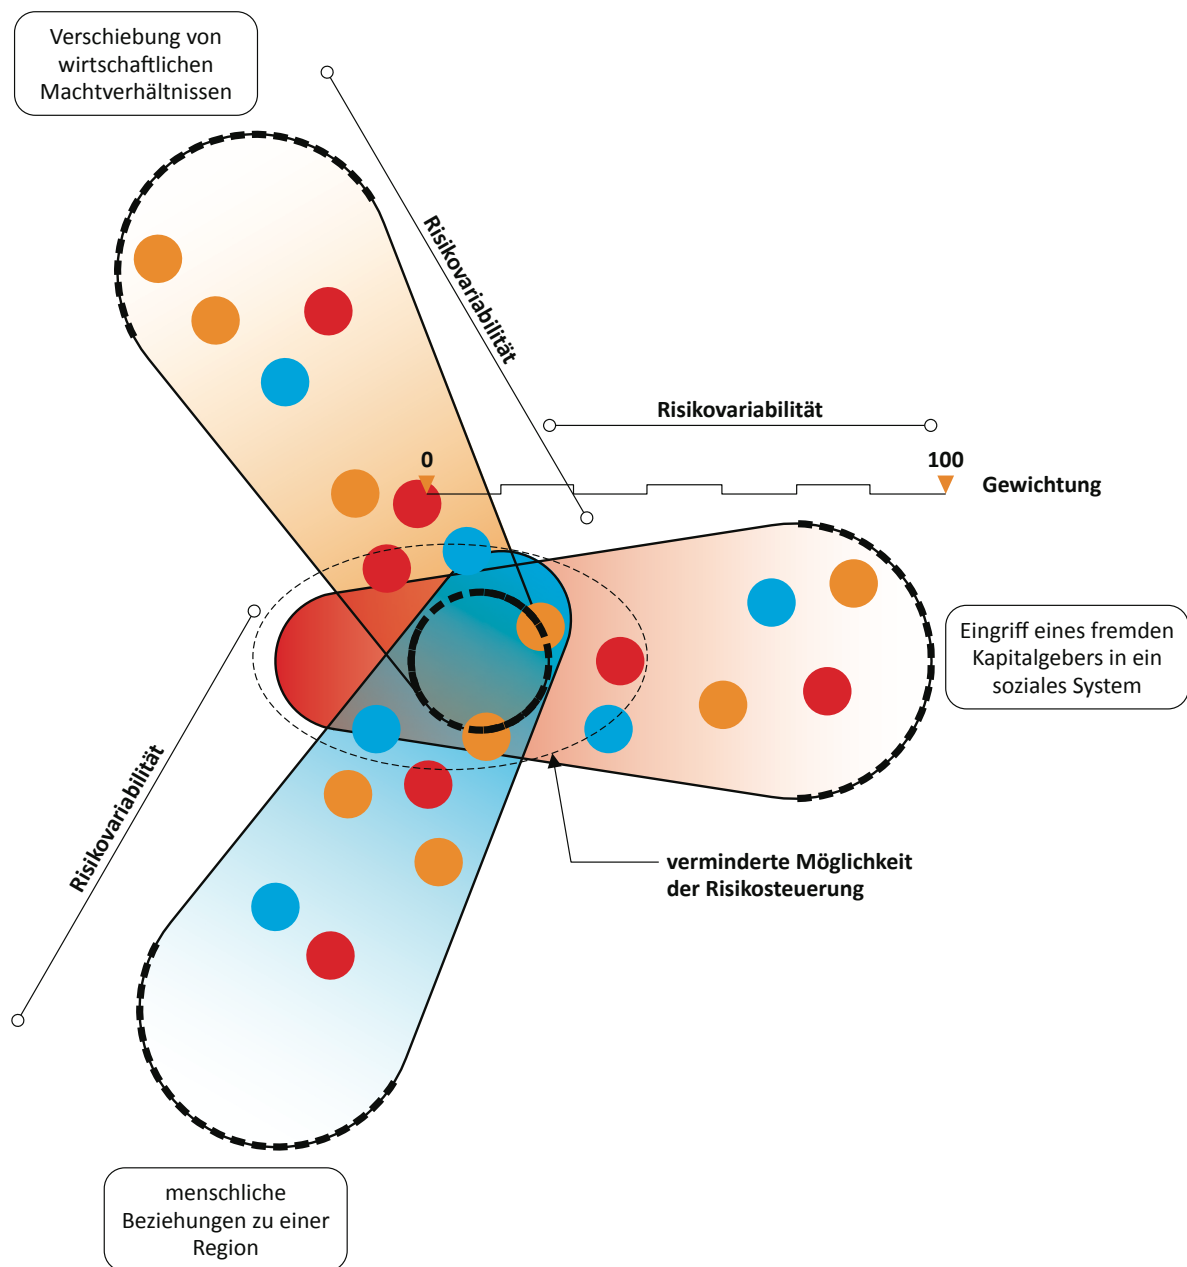 Verschiebung von
wirtschaftlichen
Machtverhältnissen
Risikovariabilität
Risikovariabilität
0
100
Gewichtung
Eingriff eines fremden
Kapitalgebers in ein
soziales System
Risikovariabilität
verminderte Möglichkeit
der Risikosteuerung
menschliche
Beziehungen zu einer
Region